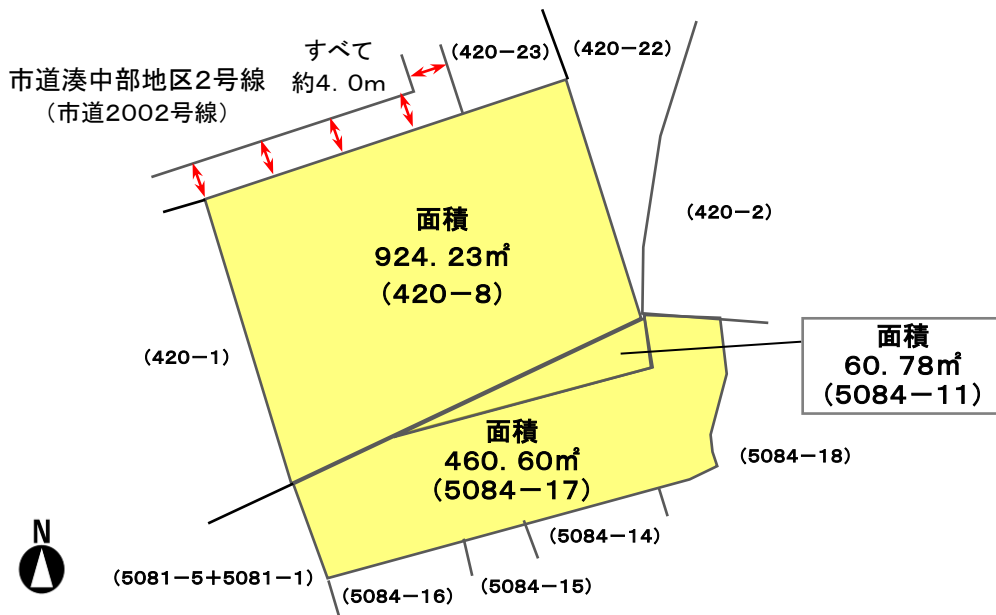 すべて
約4.0m
(420-23)
(420-22)
市道湊中部地区2号線
(市道2002号線)
(420-2)
面積
924.23㎡
(420-8)
(420-1)
面積
60.78㎡
(5084-11)
面積
460.60㎡
(5084-17)
(5084-18)
(5084-14)
(5084-15)
(5084-16)
(5081-5+5081-1)
N